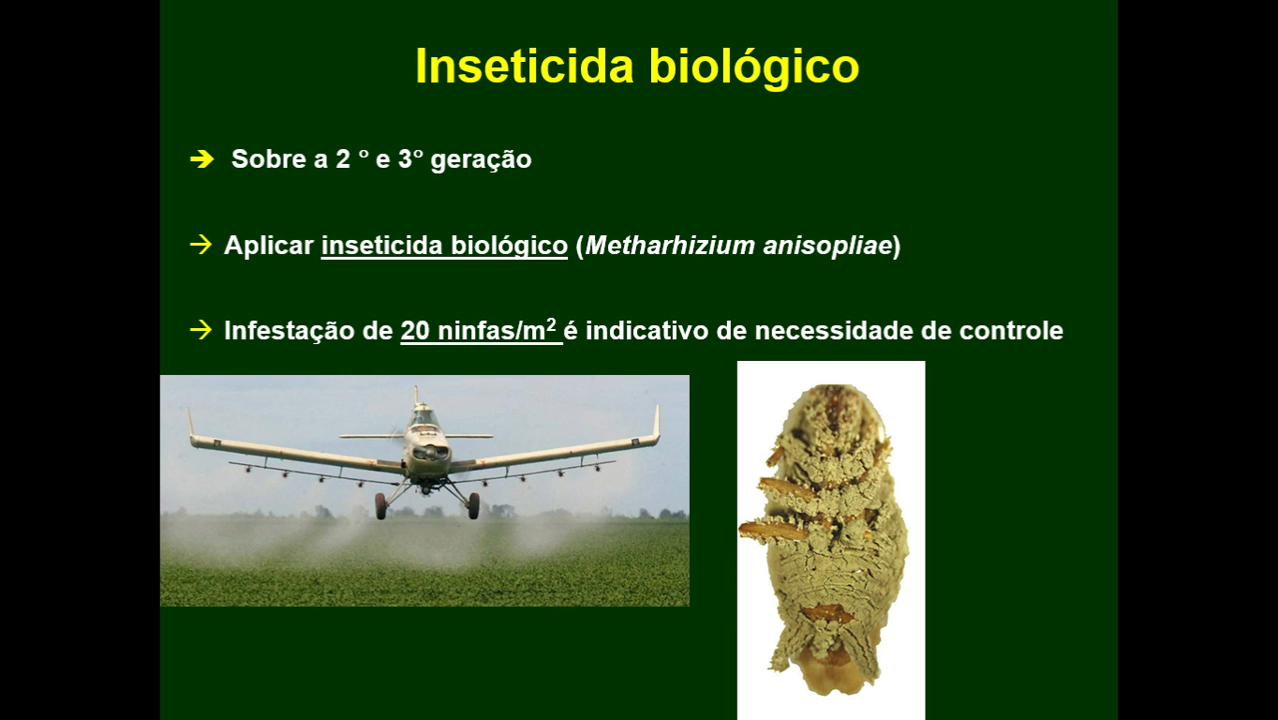 Inseticida biológico
➔ Sobre a 2 ° e 3° geração
→ Aplicar inseticida biológico (Metharhizium anisopliae)
→ Infestação de 20 ninfas/m² é indicativo de necessidade de controle